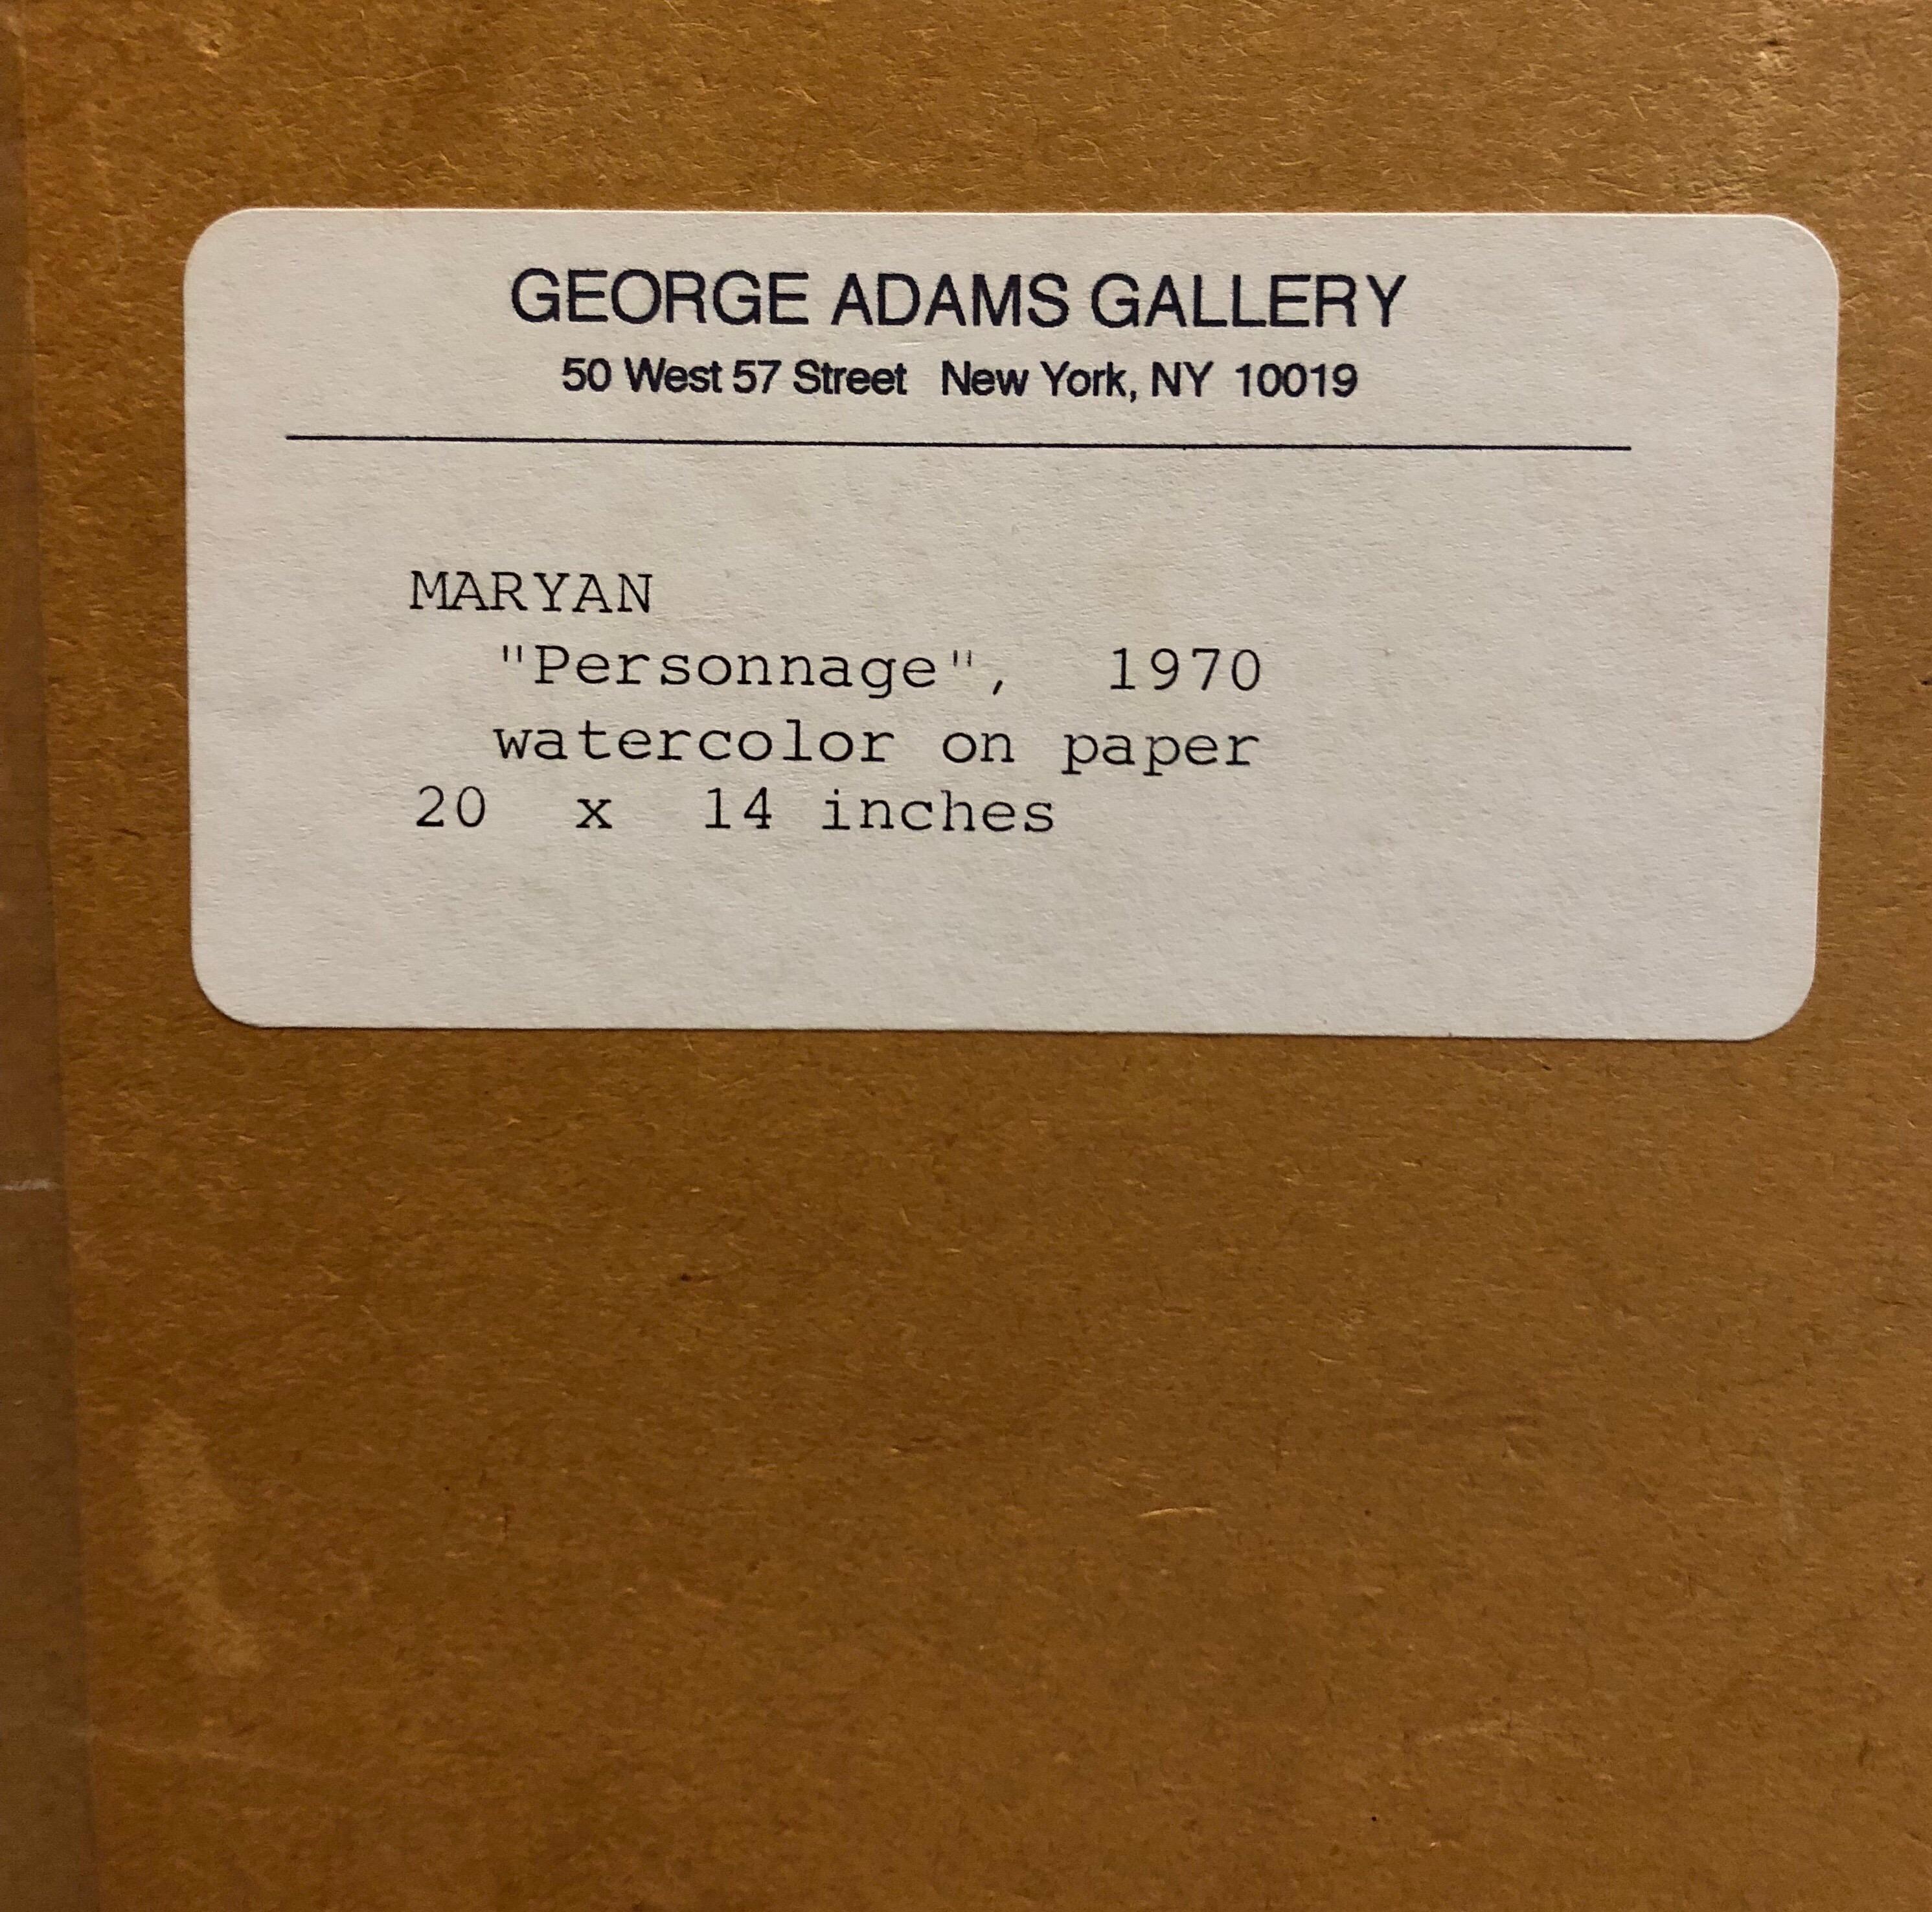 GEORGE ADAMS GALLERY
50 West 57 Street New York, NY 10019
MARYAN
"Personnage", 1970
watercolor on paper
20 x 14 inches